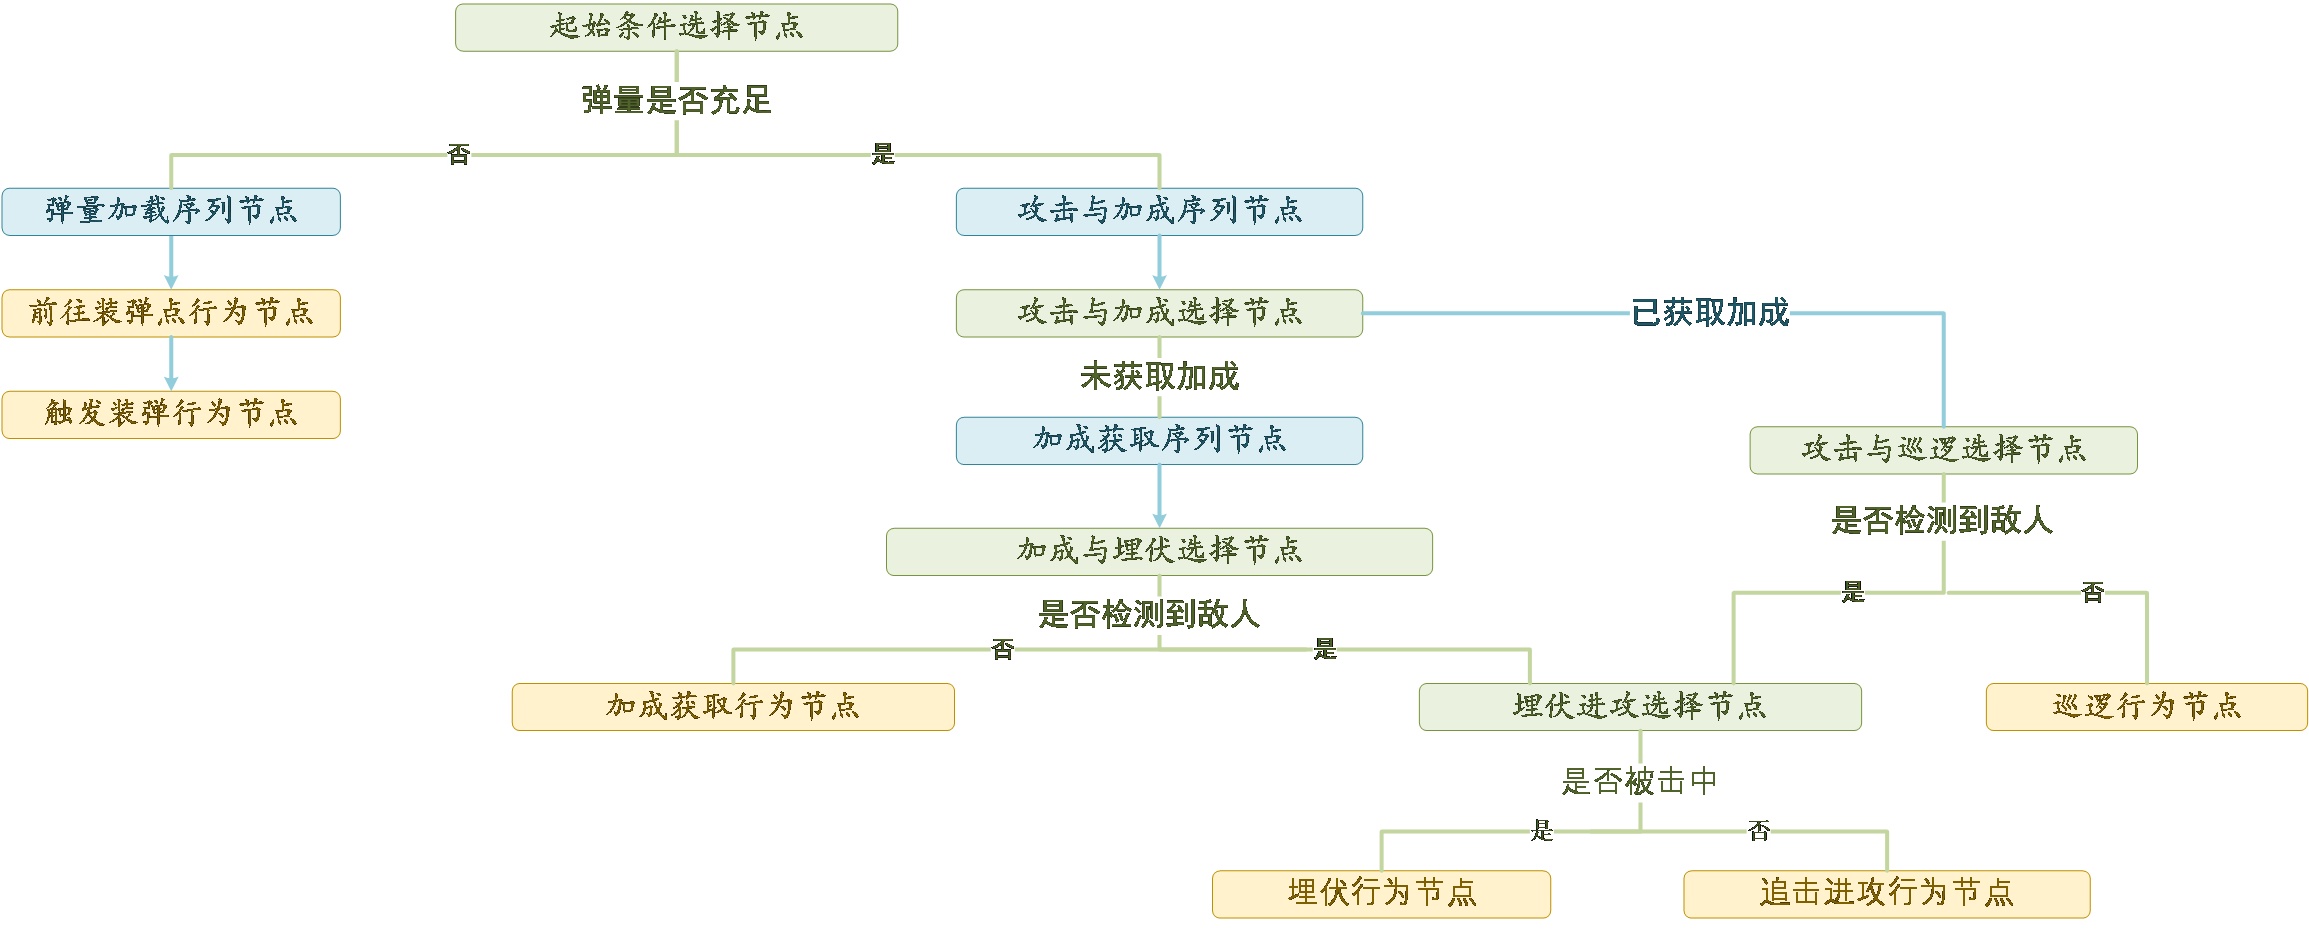 起始条件选择节点
弹量是否充足
否
是
弹量加载序列节点
攻击与加成序列节点
前往装弹点行为节点
攻击与加成选择节点
已获取加成
未获取加成
触发装弹行为节点
加成获取序列节点
攻击与巡逻选择节点
是否检测到敌人
加成与埋伏选择节点
是
否
是否检测到敌人
否
是
加成获取行为节点
埋伏进攻选择节点
巡逻行为节点
是否被击中
是
否
埋伏行为节点
追击进攻行为节点